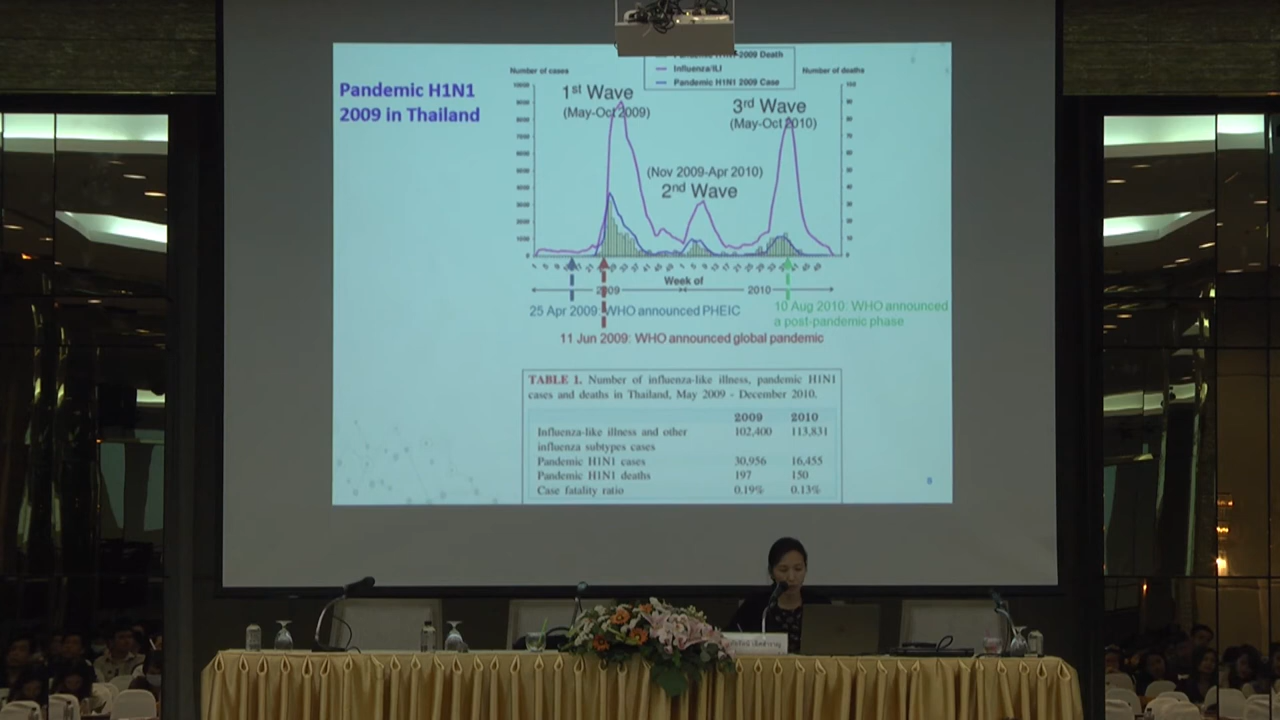 Pandemic H1N1
2009 in Thailand
Pandemic H1N1 2009 Death
Influenza/ILI
Pandemic H1N1 2009 Case
Number of cases
Number of deaths
1st Wave
(May-Oct 2009)
3rd Wave
(May-Oct 2010)
(Nov 2009-Apr 2010)
2nd Wave
Week of
2009
2010
25 Apr 2009: WHO announced PHEIC
10 Aug 2010: WHO announced
a post-pandemic phase
11 Jun 2009: WHO announced global pandemic
TABLE 1. Number of influenza-like illness, pandemic H1N1
cases and deaths in Thailand, May 2009 - December 2010.
2009 2010
Influenza-like illness and other 102,400 113,831
influenza subtypes cases
Pandemic H1N1 cases 30,956 16,455
Pandemic H1N1 deaths 197 150
Case fatality ratio 0.19% 0.13%
8